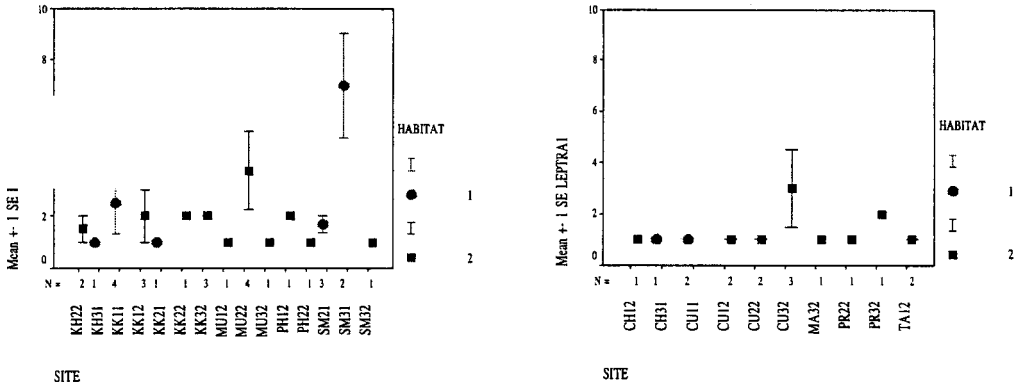 10
8
2
0
Mean +- 1 SE I
N = 2 1 4 3 1 1 3 1 4 1 1 1 3 2 1
KH22 KH31 KK11 KK12 KK21 KK22 KK32 MU12 MU22 MU32 PH12 PH22 SM21 SM31 SM32
SITE
HABITAT
1
2
10
8
6
4
2
0
Mean +- 1 SE LEPTRA1
N = 1 1 2 2 2 3 1 1 1 2
CH12 CH31 CU11 CU12 CU22 CU32 MA32 PR22 PR32 TA12
SITE
HABITAT
1
2